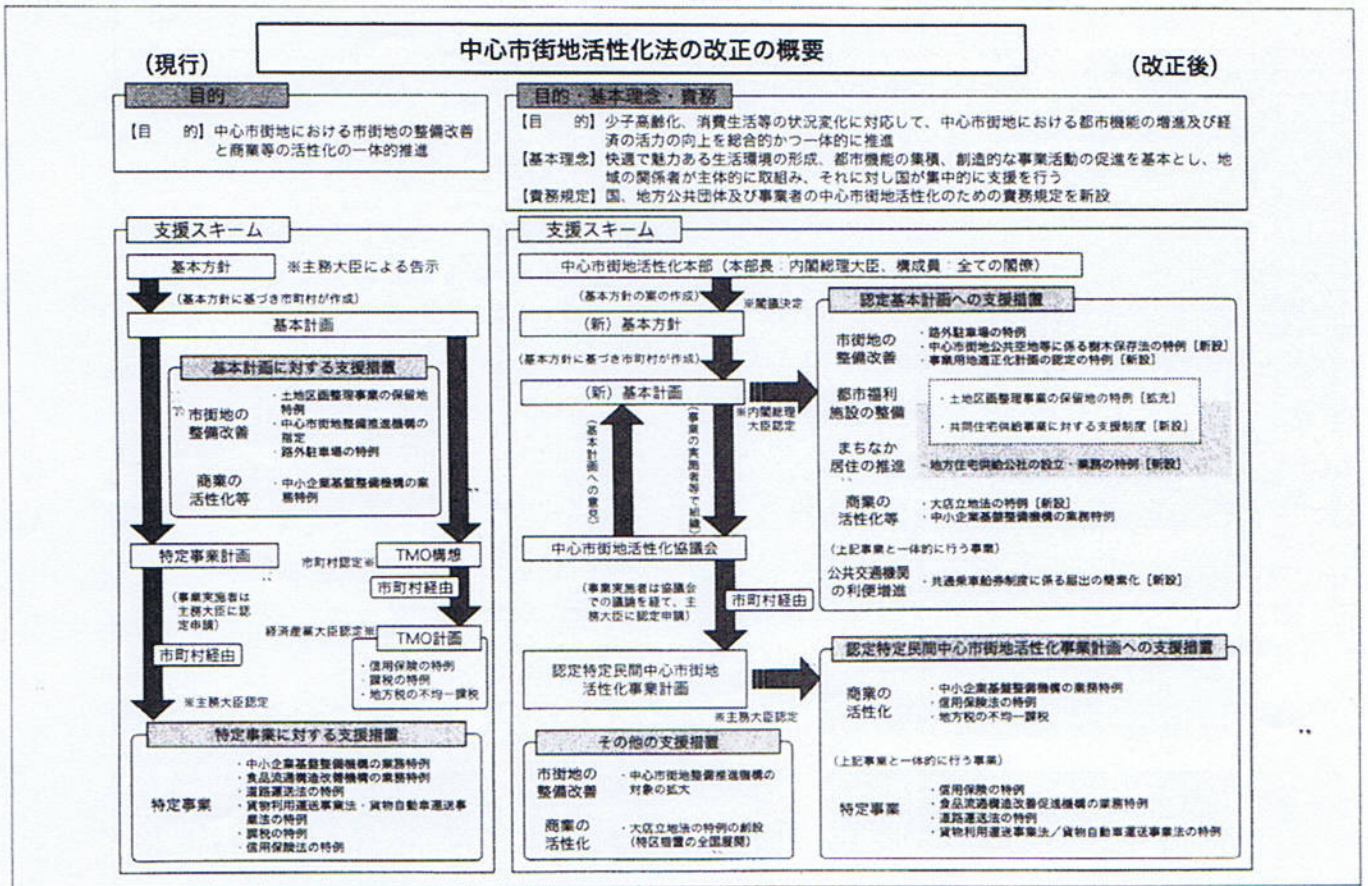 中心市街地活性化法の改正の概要
(現行)
(改正後)
目的
【目　的】中心市街地における市街地の整備改善
と商業等の活性化の一体的推進
支援スキーム
基本方針
※主務大臣による告示
(基本方針に基づき市町村が作成)
基本計画
基本計画に対する支援措置
市街地の
整備改善
・土地区画整理事業の保留地
特例
・中心市街地整備推進機構の
指定
・路外駐車場の特例
商業の
活性化等
・中小企業基盤整備機構の業
務特例
特定事業計画
(事業実施者は
主務大臣に認
定申請)
市町村経由
※主務大臣認定
市町村認定※
TMO構想
市町村経由
経済産業大臣認定※
TMO計画
・信用保険の特例
・課税の特例
・地方税の不均一課税
特定事業に対する支援措置
特定事業
・中小企業基盤整備機構の業務特例
・食品流通構造改善機構の業務特例
・道路運送法の特例
・貨物利用運送事業法・貨物自動車運送事
業法の特例
・課税の特例
・信用保険法の特例
目的・基本理念・責務
【目　的】少子高齢化、消費生活等の状況変化に対応して、中心市街地における都市機能の増進及び経
済の活力の向上を総合的かつ一体的に推進
【基本理念】快適で魅力ある生活環境の形成、都市機能の集積、創造的な事業活動の促進を基本とし、地
域の関係者が主体的に取組み、それに対し国が集中的に支援を行う
【責務規定】国、地方公共団体及び事業者の中心市街地活性化のための責務規定を新設
支援スキーム
中心市街地活性化本部(本部長：内閣総理大臣、構成員：全ての閣僚)
(基本方針の案の作成)
※閣議決定
(新)基本方針
(基本方針に基づき市町村が作成)
(新)基本計画
※内閣総理
大臣認定
(基本計画への意見)
(事業の実施者等で組織)
中心市街地活性化協議会
(事業実施者は協議会
での議論を経て、主
務大臣に認定申請)
市町村経由
認定特定民間中心市街地
活性化事業計画
※主務大臣認定
その他の支援措置
市街地の
整備改善
・中心市街地整備推進機構の
対象の拡大
商業の
活性化
・大店立地法の特例の創設
(特区措置の全国展開)
認定基本計画への支援措置
市街地の
整備改善
・路外駐車場の特例
・中心市街地公共空地等に係る樹木保存法の特例［新設］
・事業用地適正化計画の認定の特例［新設］
都市福利
施設の整備
・土地区画整理事業の保留地の特例［拡充］
・共同住宅供給事業に対する支援制度［新設］
まちなか
居住の推進
・地方住宅供給公社の設立・業務の特例［新設］
商業の
活性化等
・大店立地法の特例［新設］
・中小企業基盤整備機構の業務特例
(上記事業と一体的に行う事業)
公共交通機関
の利便増進
・共通乗車船券制度に係る届出の簡素化［新設］
認定特定民間中心市街地活性化事業計画への支援措置
商業の
活性化
・中小企業基盤整備機構の業務特例
・信用保険法の特例
・地方税の不均一課税
(上記事業と一体的に行う事業)
特定事業
・信用保険の特例
・食品流通構造改善促進機構の業務特例
・道路運送法の特例
・貨物利用運送事業法／貨物自動車運送事業法の特例